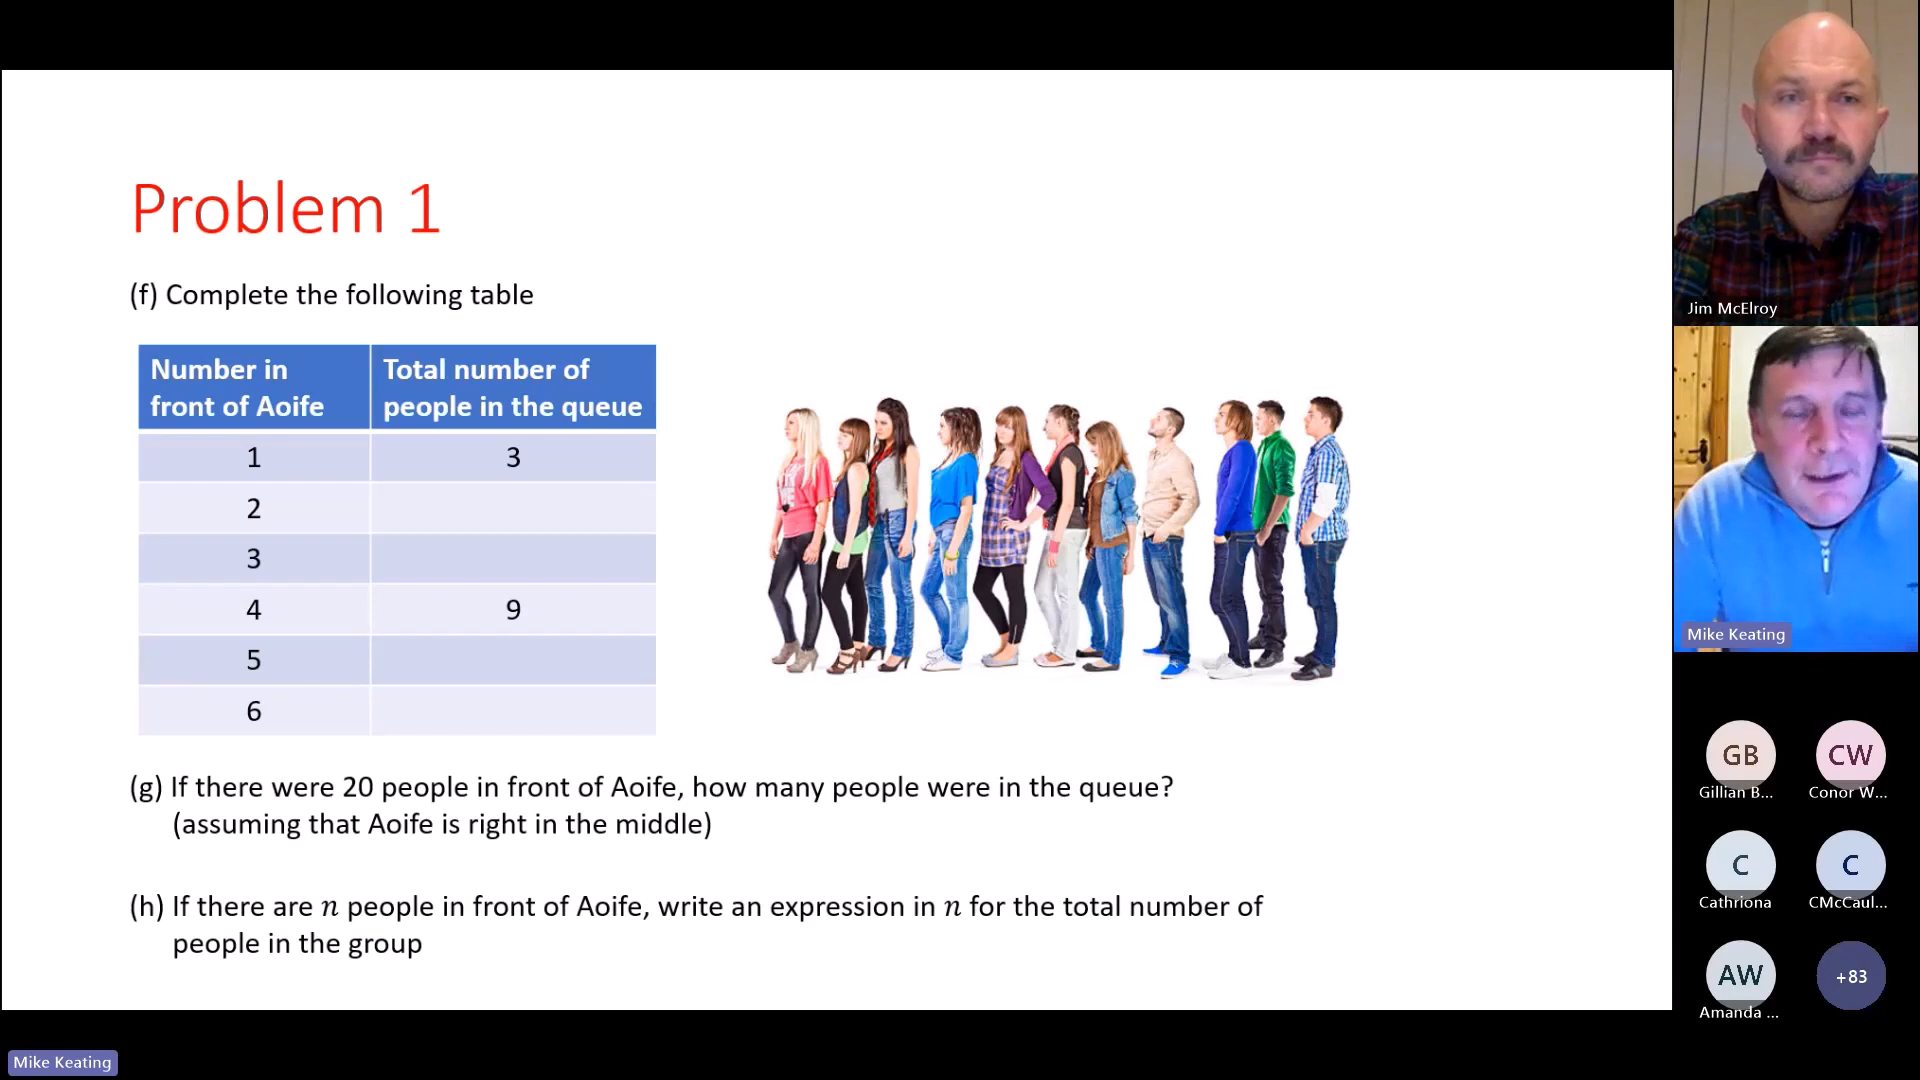 Problem 1
(f) Complete the following table
Number in front of Aoife
Total number of people in the queue
1 3
2
3
4 9
5
6
(g) If there were 20 people in front of Aoife, how many people were in the queue?
(assuming that Aoife is right in the middle)
(h) If there are n people in front of Aoife, write an expression in n for the total number of
people in the group
Jim McElroy
Mike Keating
GB CW
Gillian B... Conor W...
C C
Cathriona CMcCaul...
AW +83
Amanda ...
Mike Keating